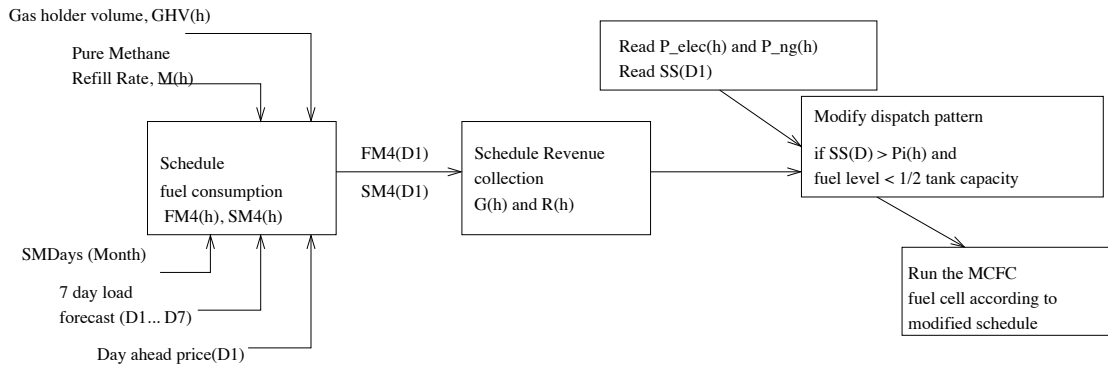 Gas holder volume, GHV(h)
Pure Methane
Refill Rate, M(h)
Schedule
fuel consumption
FM4(h), SM4(h)
SMDays (Month)
7 day load
forecast (D1... D7)
Day ahead price(D1)
FM4(D1)
SM4(D1)
Schedule Revenue
collection
G(h) and R(h)
Read P_elec(h) and P_ng(h)
Read SS(D1)
Modify dispatch pattern
if SS(D) > Pi(h) and
fuel level < 1/2 tank capacity
Run the MCFC
fuel cell according to
modified schedule